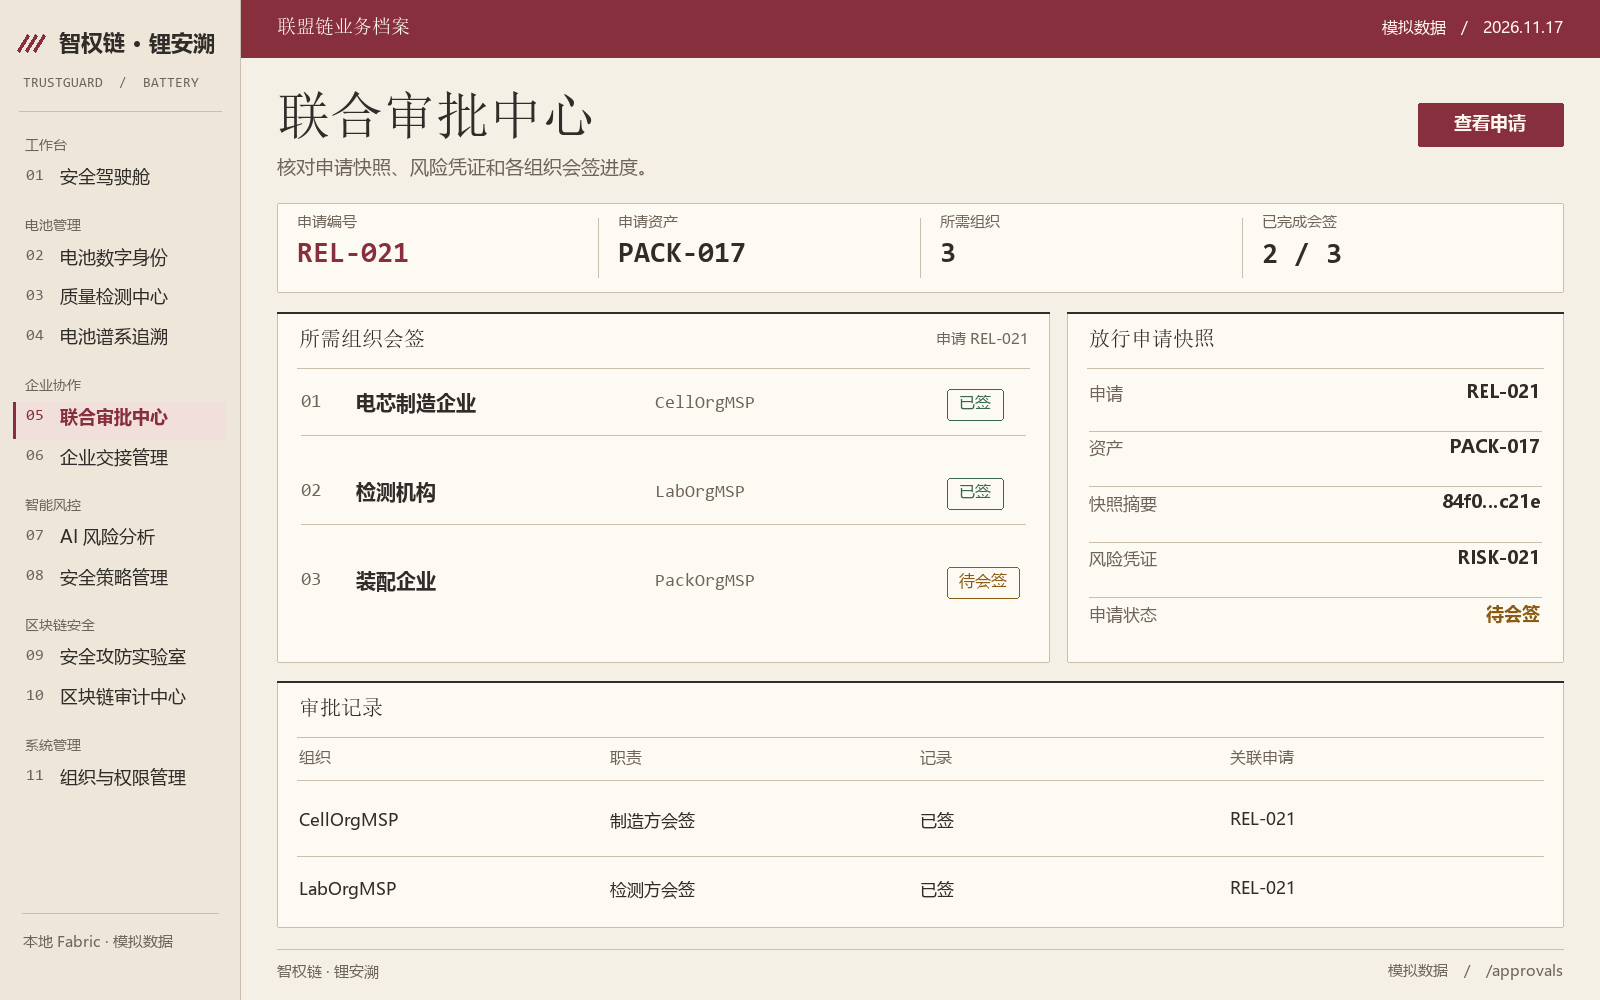 智权链·锂安溯
TRUSTGUARD / BATTERY
工作台
01 安全驾驶舱
电池管理
02 电池数字身份
03 质量检测中心
04 电池谱系追溯
企业协作
05 联合审批中心
06 企业交接管理
智能风控
07 AI 风险分析
08 安全策略管理
区块链安全
09 安全攻防实验室
10 区块链审计中心
系统管理
11 组织与权限管理
本地 Fabric · 模拟数据
联盟链业务档案
模拟数据 / 2026.11.17
联合审批中心
核对申请快照、风险凭证和各组织会签进度。
查看申请
申请编号
REL-021
申请资产
PACK-017
所需组织
3
已完成会签
2 / 3
所需组织会签
申请 REL-021
01 电芯制造企业 CellOrgMSP 已签
02 检测机构 LabOrgMSP 已签
03 装配企业 PackOrgMSP 待会签
放行申请快照
申请 REL-021
资产 PACK-017
快照摘要 84f0...c21e
风险凭证 RISK-021
申请状态 待会签
审批记录
组织 职责 记录 关联申请
CellOrgMSP 制造方会签 已签 REL-021
LabOrgMSP 检测方会签 已签 REL-021
智权链 · 锂安溯
模拟数据 / /approvals